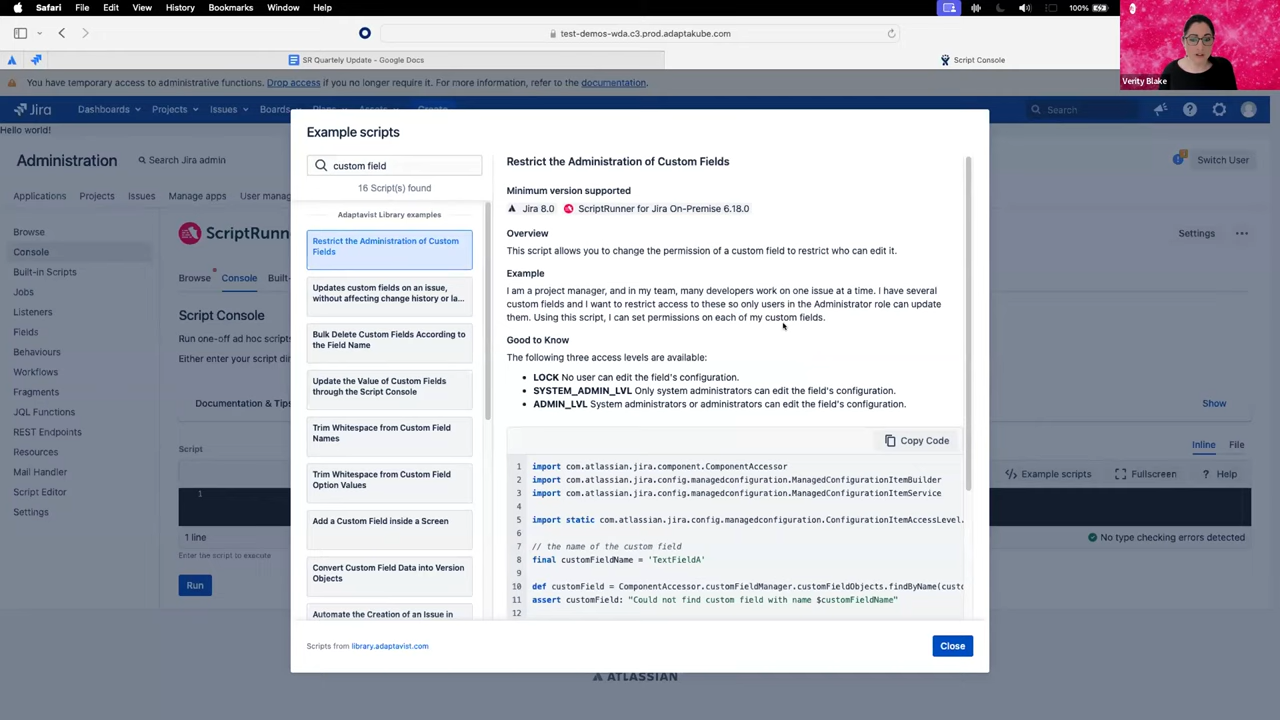 Safari File Edit View History Bookmarks Window Help
100%
test-demos-wda.c3.prod.adaptakube.com
Verity Blake
SR Quartely Update - Google Docs
Script Console
You have temporary access to administrative functions. Drop access if you no longer require it. For more information, refer to the documentation.
Jira Dashboards Projects Issues Boards Plans Assets Create Search
Hello world!
Administration
Search Jira admin
Switch User
Applications Projects Issues User manag Manage apps
Browse
Console
Built-in Scripts
Jobs
Listeners
Fields
Behaviours
Workflows
Fragments
JQL Functions
REST Endpoints
Resources
Mail Handler
Script Editor
Settings
ScriptRunner
Settings
Browse Console Built-
Script Console
Run one-off ad hoc script
Either enter your script di
Documentation & Tips
Show
Script
Inline File
Example scripts Fullscreen ? Help
1
1 line
No type checking errors detected
Enter the script to execute
Run
Example scripts
custom field
16 Script(s) found
Adaptavist Library examples
Restrict the Administration of Custom
Fields
Updates custom fields on an issue,
without affecting change history or la...
Bulk Delete Custom Fields According to
the Field Name
Update the Value of Custom Fields
through the Script Console
Trim Whitespace from Custom Field
Names
Trim Whitespace from Custom Field
Option Values
Add a Custom Field inside a Screen
Convert Custom Field Data into Version
Objects
Automate the Creation of an Issue in
Restrict the Administration of Custom Fields
Minimum version supported
Jira 8.0 ScriptRunner for Jira On-Premise 6.18.0
Overview
This script allows you to change the permission of a custom field to restrict who can edit it.
Example
I am a project manager, and in my team, many developers work on one issue at a time. I have several
custom fields and I want to restrict access to these so only users in the Administrator role can update
them. Using this script, I can set permissions on each of my custom fields.
Good to Know
The following three access levels are available:
• LOCK No user can edit the field's configuration.
• SYSTEM_ADMIN_LVL Only system administrators can edit the field's configuration.
• ADMIN_LVL System administrators or administrators can edit the field's configuration.
Copy Code
1 import com.atlassian.jira.component.ComponentAccessor
2 import com.atlassian.jira.config.managedconfiguration.ManagedConfigurationItemBuilder
3 import com.atlassian.jira.config.managedconfiguration.ManagedConfigurationItemService
4
5 import static com.atlassian.jira.config.managedconfiguration.ConfigurationItemAccessLevel.
6
7 // the name of the custom field
8 final customFieldName = 'TextFieldA'
9
10 def customField = ComponentAccessor.customFieldManager.customFieldObjects.findByName(custo
11 assert customField: "Could not find custom field with name $customFieldName"
12
Scripts from library.adaptavist.com
Close
ATLASSIAN